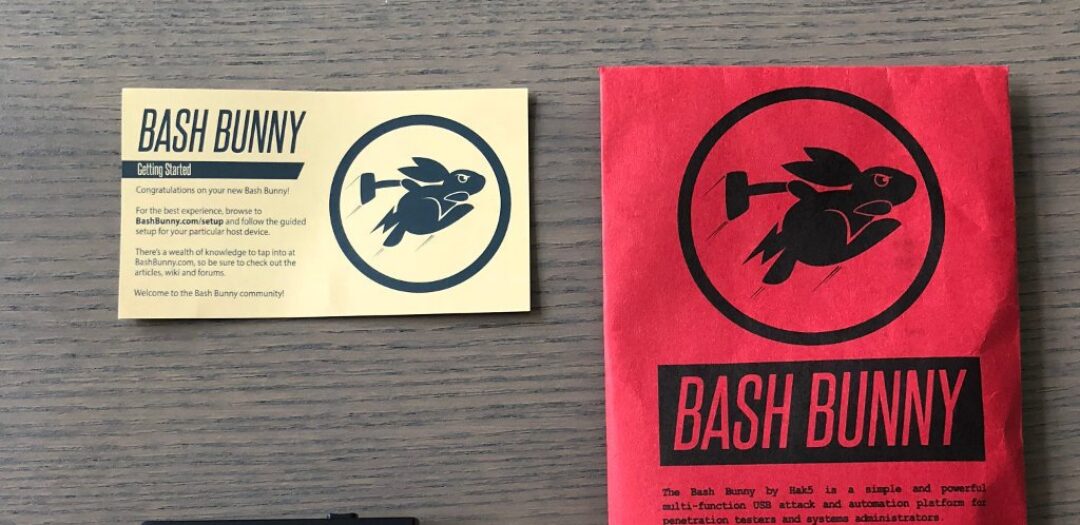 BASH BUNNY
Getting Started
Congratulations on your new Bash Bunny!
For the best experience, browse to
BashBunny.com/setup and follow the guided
setup for your particular host device.
There's a wealth of knowledge to tap into at
BashBunny.com, so be sure to check out the
articles, wiki and forums.
Welcome to the Bash Bunny community!
BASH BUNNY
The Bash Bunny by Hak5 is a simple and powerful
multi-function USB attack and automation platform for
penetration testers and systems administrators.